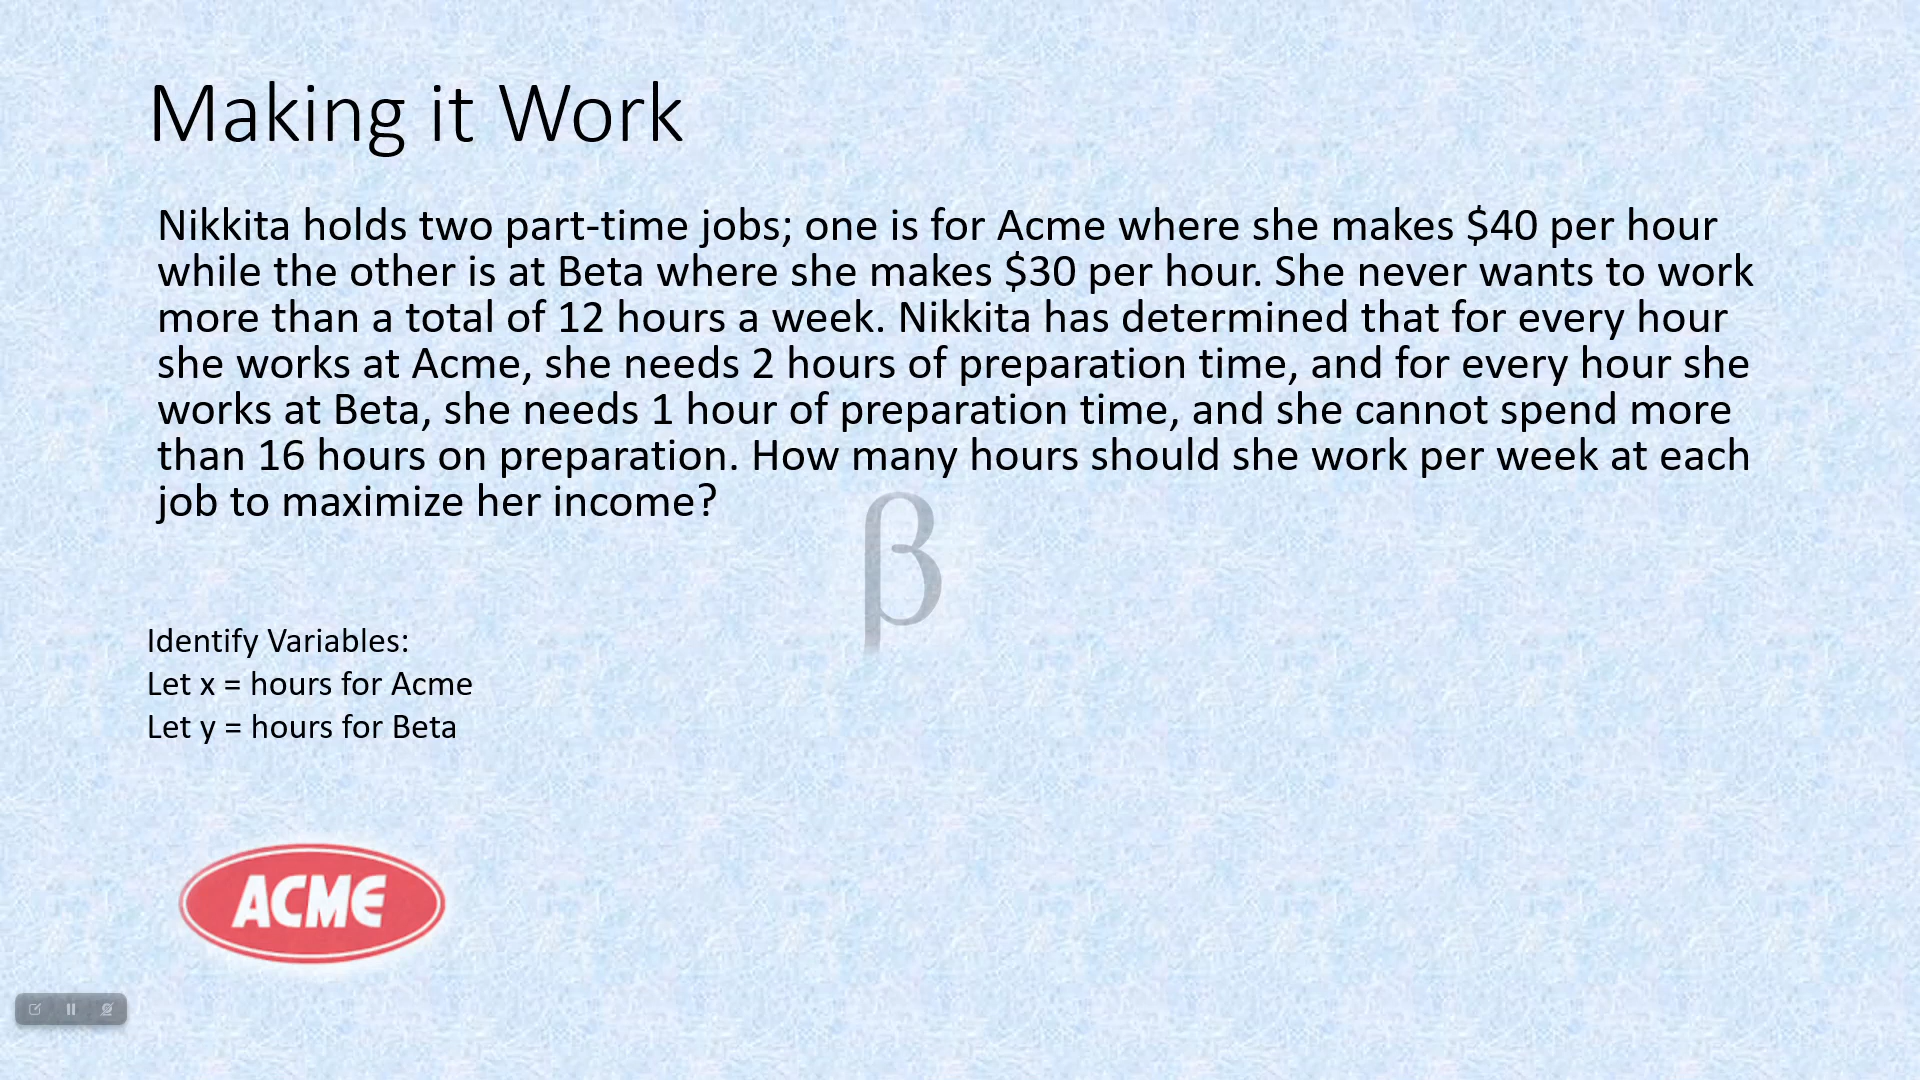 Making it Work
Nikkita holds two part-time jobs; one is for Acme where she makes $40 per hour
while the other is at Beta where she makes $30 per hour. She never wants to work
more than a total of 12 hours a week. Nikkita has determined that for every hour
she works at Acme, she needs 2 hours of preparation time, and for every hour she
works at Beta, she needs 1 hour of preparation time, and she cannot spend more
than 16 hours on preparation. How many hours should she work per week at each
job to maximize her income?
β
Identify Variables:
Let x = hours for Acme
Let y = hours for Beta
ACME